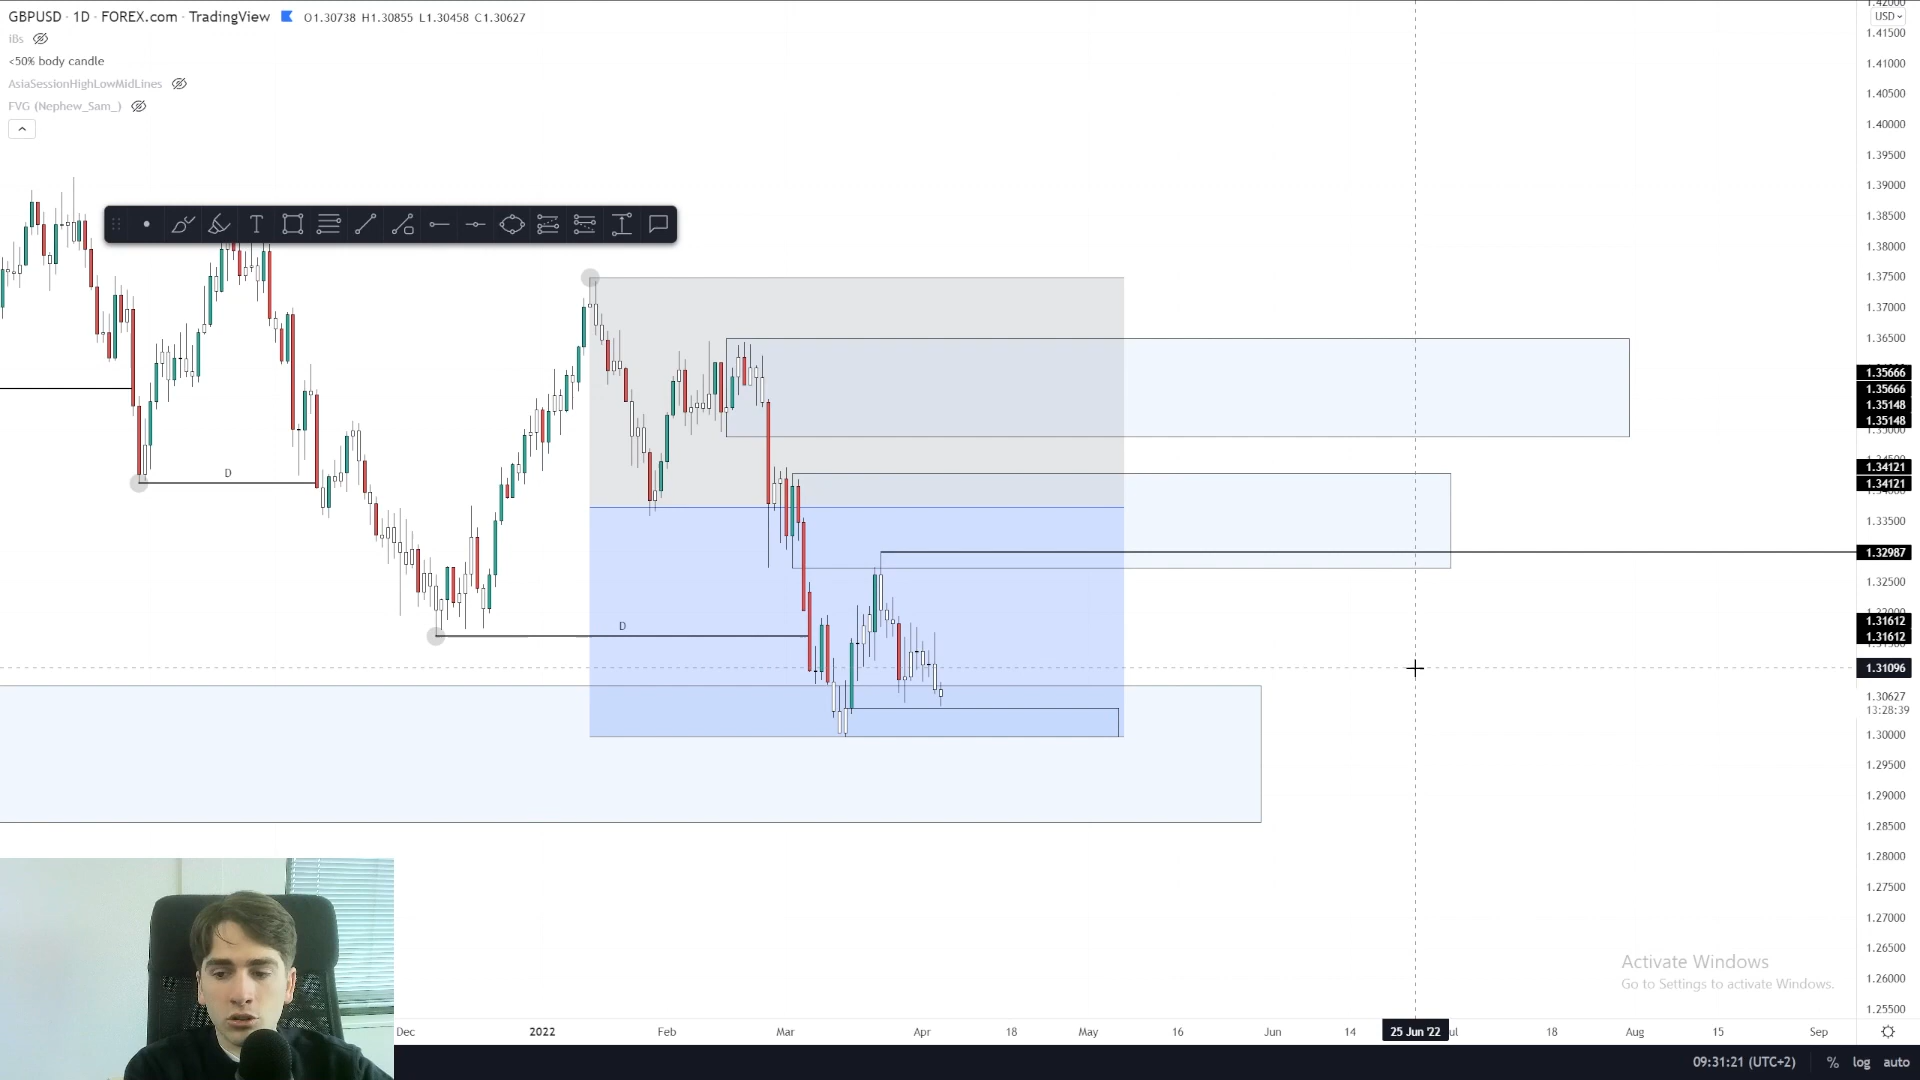 GBPUSD · 1D · FOREX.com · TradingView O1.30738 H1.30855 L1.30458 C1.30627
iBs
<50% body candle
AsiaSessionHighLowMidLines
FVG (Nephew_Sam_)
USD
1.41500
1.41000
1.40500
1.40000
1.39500
1.39000
1.38500
1.38000
1.37500
1.37000
1.36500
1.35666
1.35666
1.35148
1.35148
1.34121
1.34121
1.33500
1.32987
1.32500
1.31612
1.31612
1.31096
1.30627
13:28:39
1.30000
1.29500
1.29000
1.28500
1.28000
1.27500
1.27000
1.26500
1.26000
1.25500
D
D
Activate Windows
Go to Settings to activate Windows.
Dec 2022 Feb Mar Apr 18 May 16 Jun 14 25 Jun '22 18 Aug 15 Sep
09:31:21 (UTC+2) % log auto